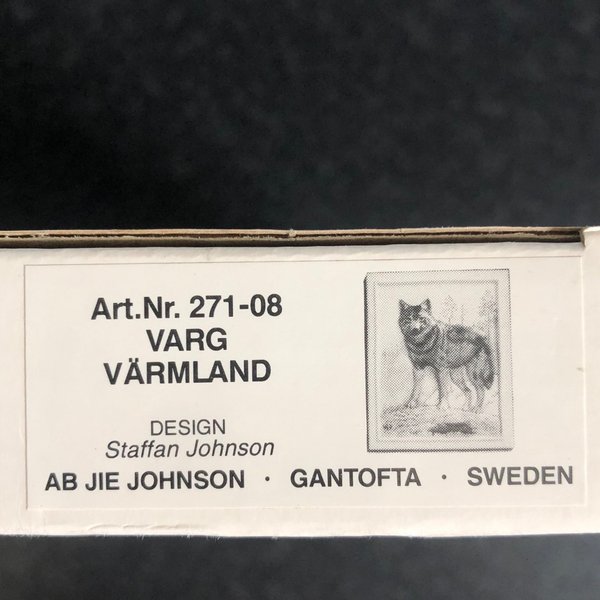 Art.Nr. 271-08
VARG
VÄRMLAND
DESIGN
Staffan Johnson
AB JIE JOHNSON · GANTOFTA · SWEDEN